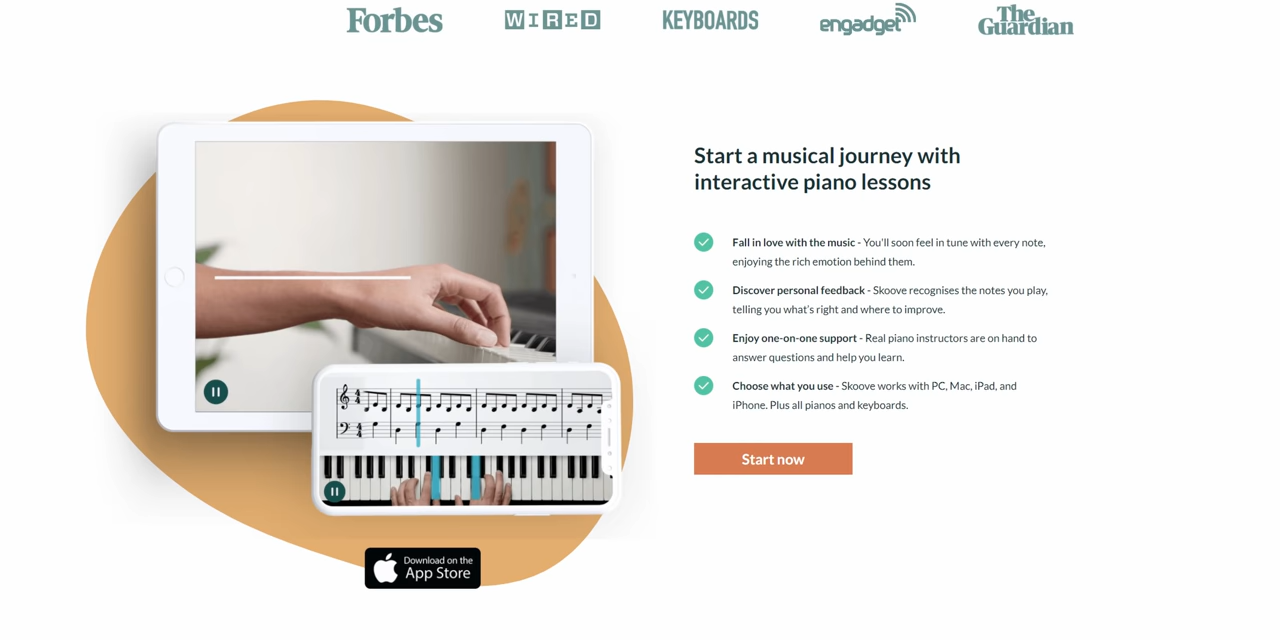 Forbes WIRED KEYBOARDS engadget The Guardian
Start a musical journey with
interactive piano lessons
Fall in love with the music - You'll soon feel in tune with every note,
enjoying the rich emotion behind them.
Discover personal feedback - Skoove recognises the notes you play,
telling you what's right and where to improve.
Enjoy one-on-one support - Real piano instructors are on hand to
answer questions and help you learn.
Choose what you use - Skoove works with PC, Mac, iPad, and
iPhone. Plus all pianos and keyboards.
Start now
Download on the
App Store